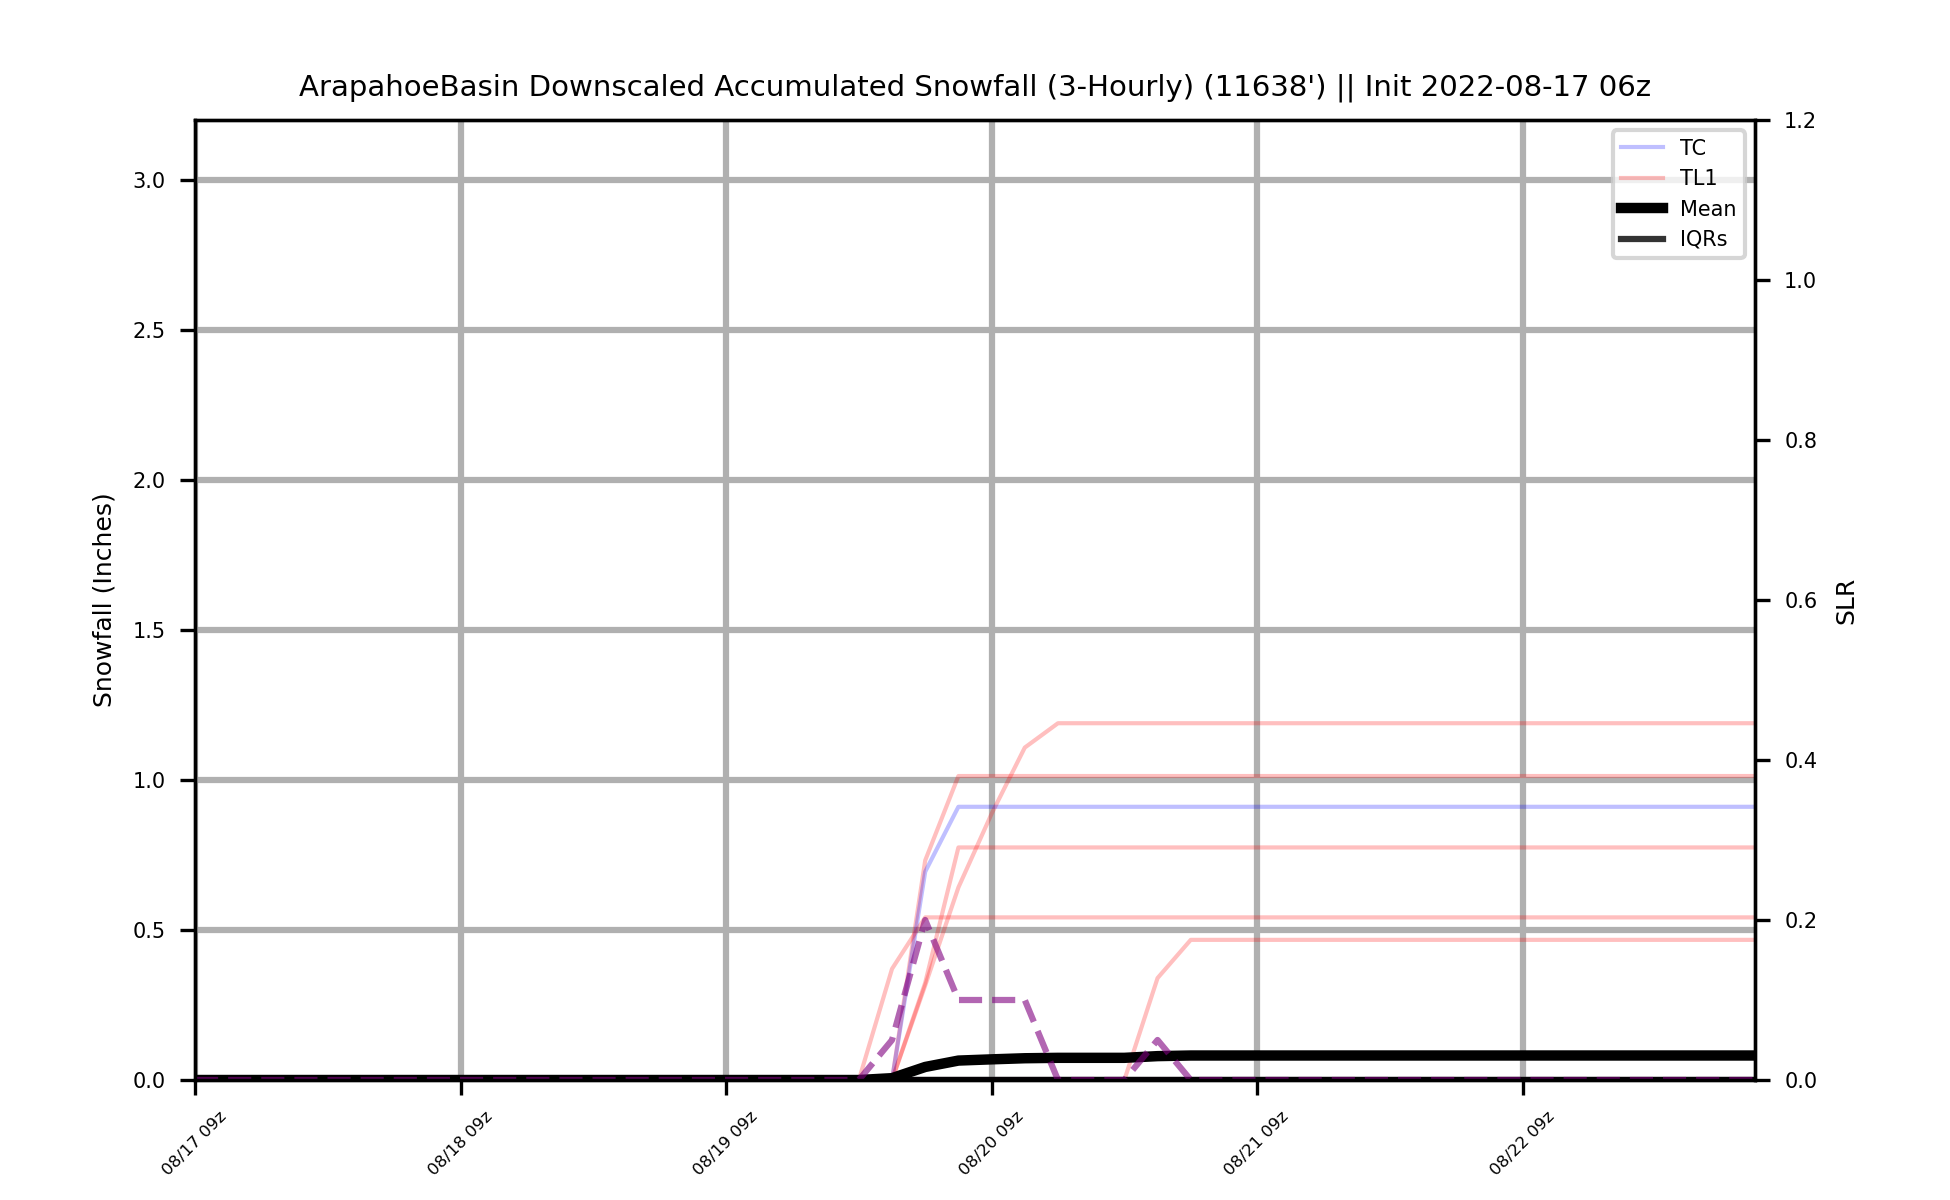 ArapahoeBasin Downscaled Accumulated Snowfall (3-Hourly) (11638') || Init 2022-08-17 06z
TC
TL1
Mean
IQRs
Snowfall (Inches)
3.0
2.5
2.0
1.5
1.0
0.5
0.0
1.2
1.0
0.8
0.6
0.4
0.2
0.0
SLR
08/17 09z
08/18 09z
08/19 09z
08/20 09z
08/21 09z
08/22 09z